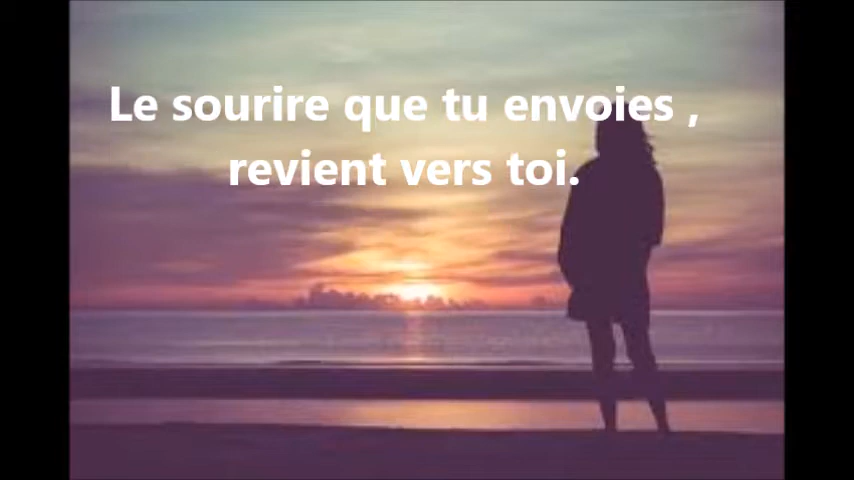 Le sourire que tu envoies ,
revient vers toi.